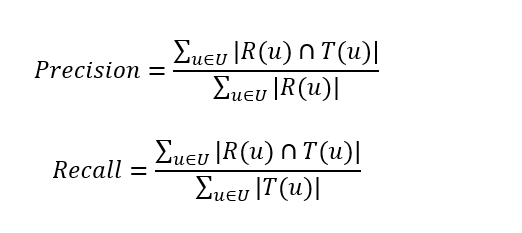 Precision = ∑_{u∈U} |R(u) ∩ T(u)| / ∑_{u∈U} |R(u)|
Recall = ∑_{u∈U} |R(u) ∩ T(u)| / ∑_{u∈U} |T(u)|